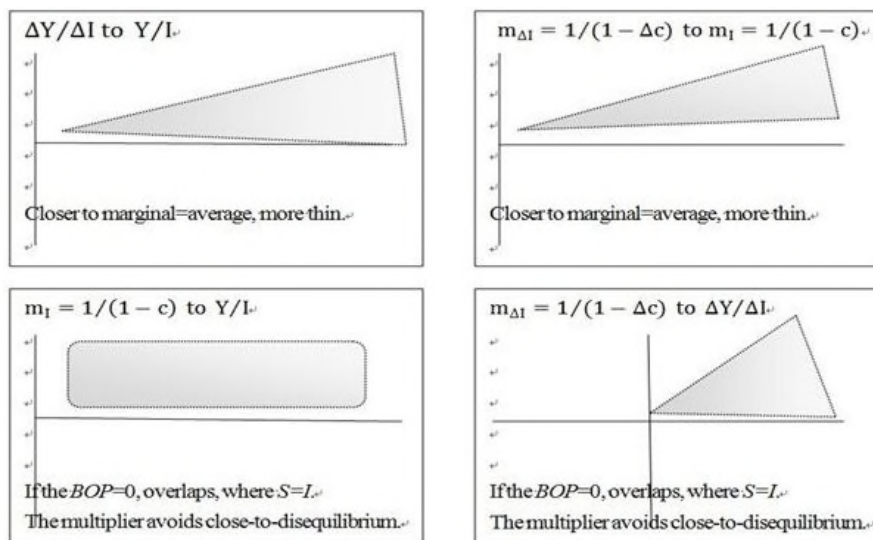 ΔY/ΔI to Y/I
Closer to marginal=average, more thin.
m_ΔI = 1/(1 − Δc) to m_I = 1/(1 − c)
Closer to marginal=average, more thin.
m_I = 1/(1 − c) to Y/I
If the BOP=0, overlaps, where S=I.
The multiplier avoids close-to-disequilibrium.
m_ΔI = 1/(1 − Δc) to ΔY/ΔI
If the BOP=0, overlaps, where S=I.
The multiplier avoids close-to-disequilibrium.